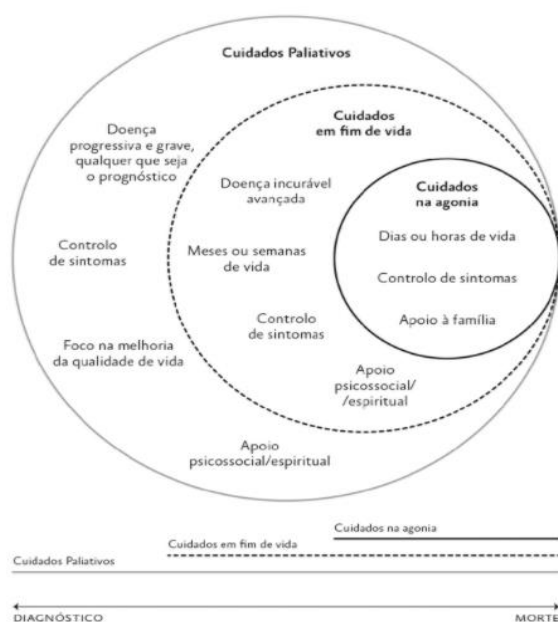 Cuidados Paliativos
Doença
progressiva e grave,
qualquer que seja
o prognóstico
Controlo
de sintomas
Foco na melhoria
da qualidade de vida
Apoio
psicossocial/espiritual
Cuidados
em fim de vida
Doença incurável
avançada
Meses ou semanas
de vida
Controlo
de sintomas
Apoio
psicossocial/
/espiritual
Cuidados
na agonia
Dias ou horas de vida
Controlo de sintomas
Apoio à família
Cuidados na agonia
Cuidados em fim de vida
Cuidados Paliativos
DIAGNÓSTICO
MORTE